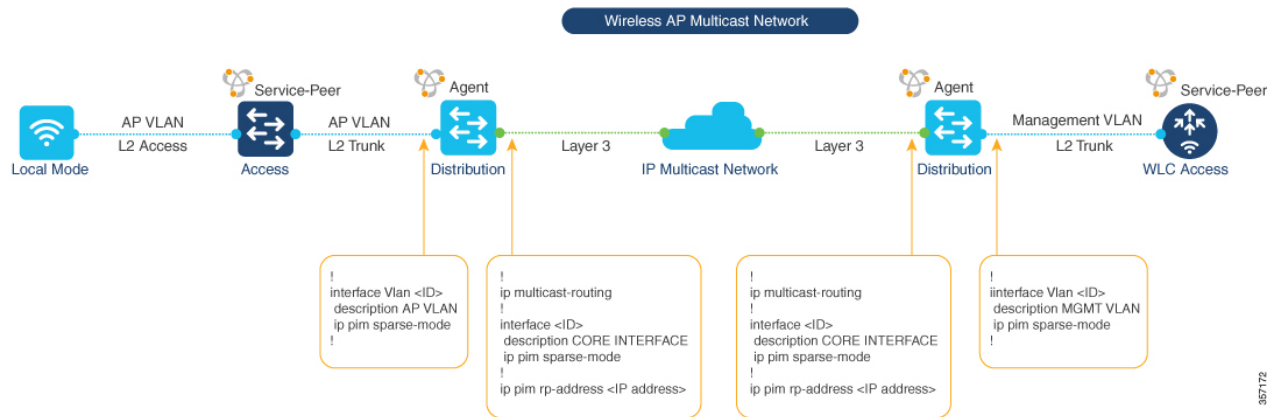 Wireless AP Multicast Network
Service-Peer
Agent
Agent
Service-Peer
AP VLAN
L2 Access
AP VLAN
L2 Trunk
Layer 3
Layer 3
Management VLAN
L2 Trunk
Local Mode
Access
Distribution
IP Multicast Network
Distribution
WLC Access
!
interface Vlan <ID>
description AP VLAN
ip pim sparse-mode
!
!
ip multicast-routing
!
interface <ID>
description CORE INTERFACE
ip pim sparse-mode
!
ip pim rp-address <IP address>
!
ip multicast-routing
!
interface <ID>
description CORE INTERFACE
ip pim sparse-mode
!
ip pim rp-address <IP address>
!
iinterface Vlan <ID>
description MGMT VLAN
ip pim sparse-mode
!
357172